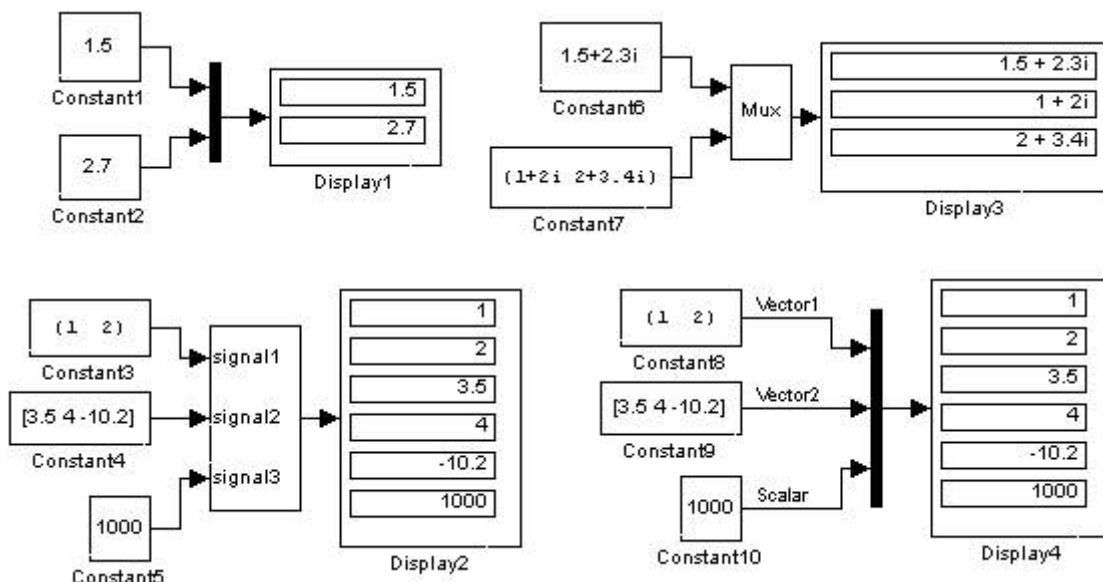 1.5
Constant1
2.7
Constant2
1.5
2.7
Display1
1.5+2.3i
Constant6
(1+2i 2+3.4i)
Constant7
Mux
1.5 + 2.3i
1 + 2i
2 + 3.4i
Display3
(1 2)
Constant3
[3.5 4 -10.2]
Constant4
1000
Constant5
signal1
signal2
signal3
1
2
3.5
4
-10.2
1000
Display2
(1 2)
Constant8
[3.5 4 -10.2]
Constant9
1000
Constant10
Vector1
Vector2
Scalar
1
2
3.5
4
-10.2
1000
Display4